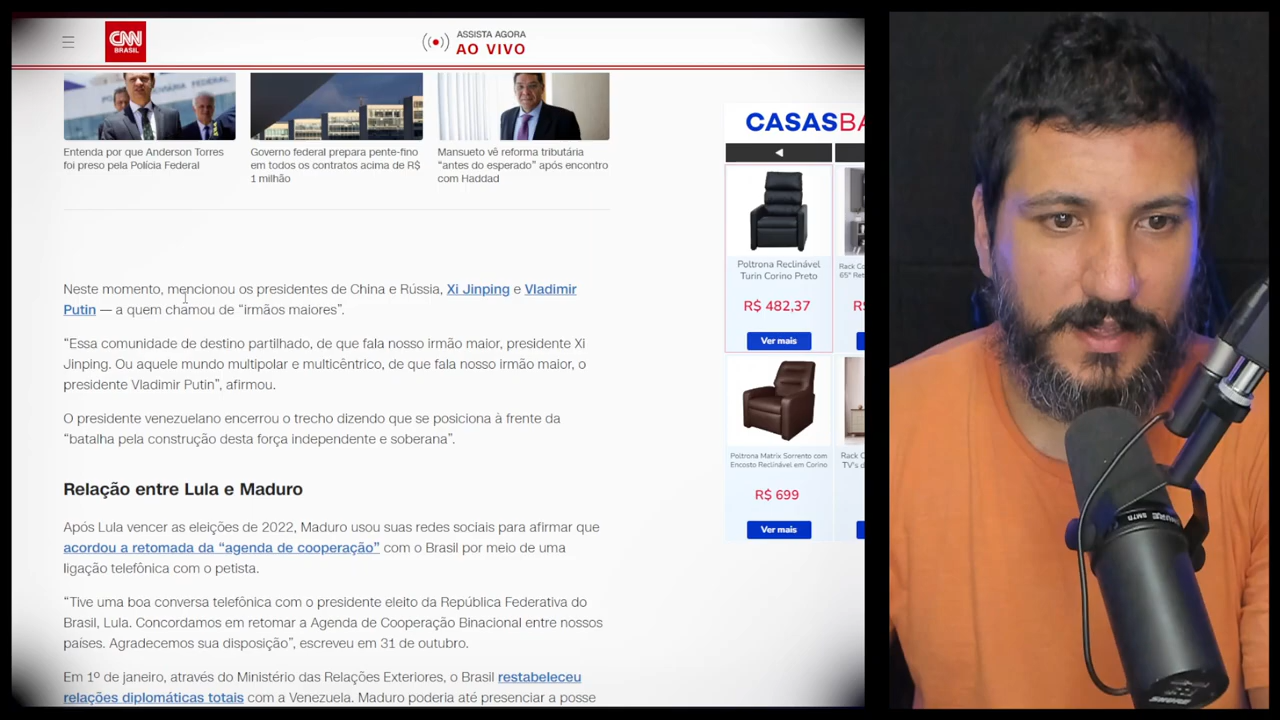 CNN
BRASIL
ASSISTA AGORA
AO VIVO
Entenda por que Anderson Torres
foi preso pela Polícia Federal
Governo federal prepara pente-fino
em todos os contratos acima de R$
1 milhão
Mansueto vê reforma tributária
“antes do esperado” após encontro
com Haddad
Neste momento, mencionou os presidentes de China e Rússia, Xi Jinping e Vladimir
Putin — a quem chamou de “irmãos maiores”.
“Essa comunidade de destino partilhado, de que fala nosso irmão maior, presidente Xi
Jinping. Ou aquele mundo multipolar e multicêntrico, de que fala nosso irmão maior, o
presidente Vladimir Putin”, afirmou.
O presidente venezuelano encerrou o trecho dizendo que se posiciona à frente da
“batalha pela construção desta força independente e soberana”.
Relação entre Lula e Maduro
Após Lula vencer as eleições de 2022, Maduro usou suas redes sociais para afirmar que
acordou a retomada da “agenda de cooperação” com o Brasil por meio de uma
ligação telefônica com o petista.
“Tive uma boa conversa telefônica com o presidente eleito da República Federativa do
Brasil, Lula. Concordamos em retomar a Agenda de Cooperação Binacional entre nossos
países. Agradecemos sua disposição”, escreveu em 31 de outubro.
Em 1º de janeiro, através do Ministério das Relações Exteriores, o Brasil restabeleceu
relações diplomáticas totais com a Venezuela. Maduro poderia até presenciar a posse
CASASBA
Poltrona Reclinável
Turin Corino Preto
R$ 482,37
Ver mais
Rack Co
65" Ret
R$
Poltrona Matrix Sorrento com
Encosto Reclinável em Corino
R$ 699
Ver mais
Rack C
TV's d
SHURE SM7B
SHURE